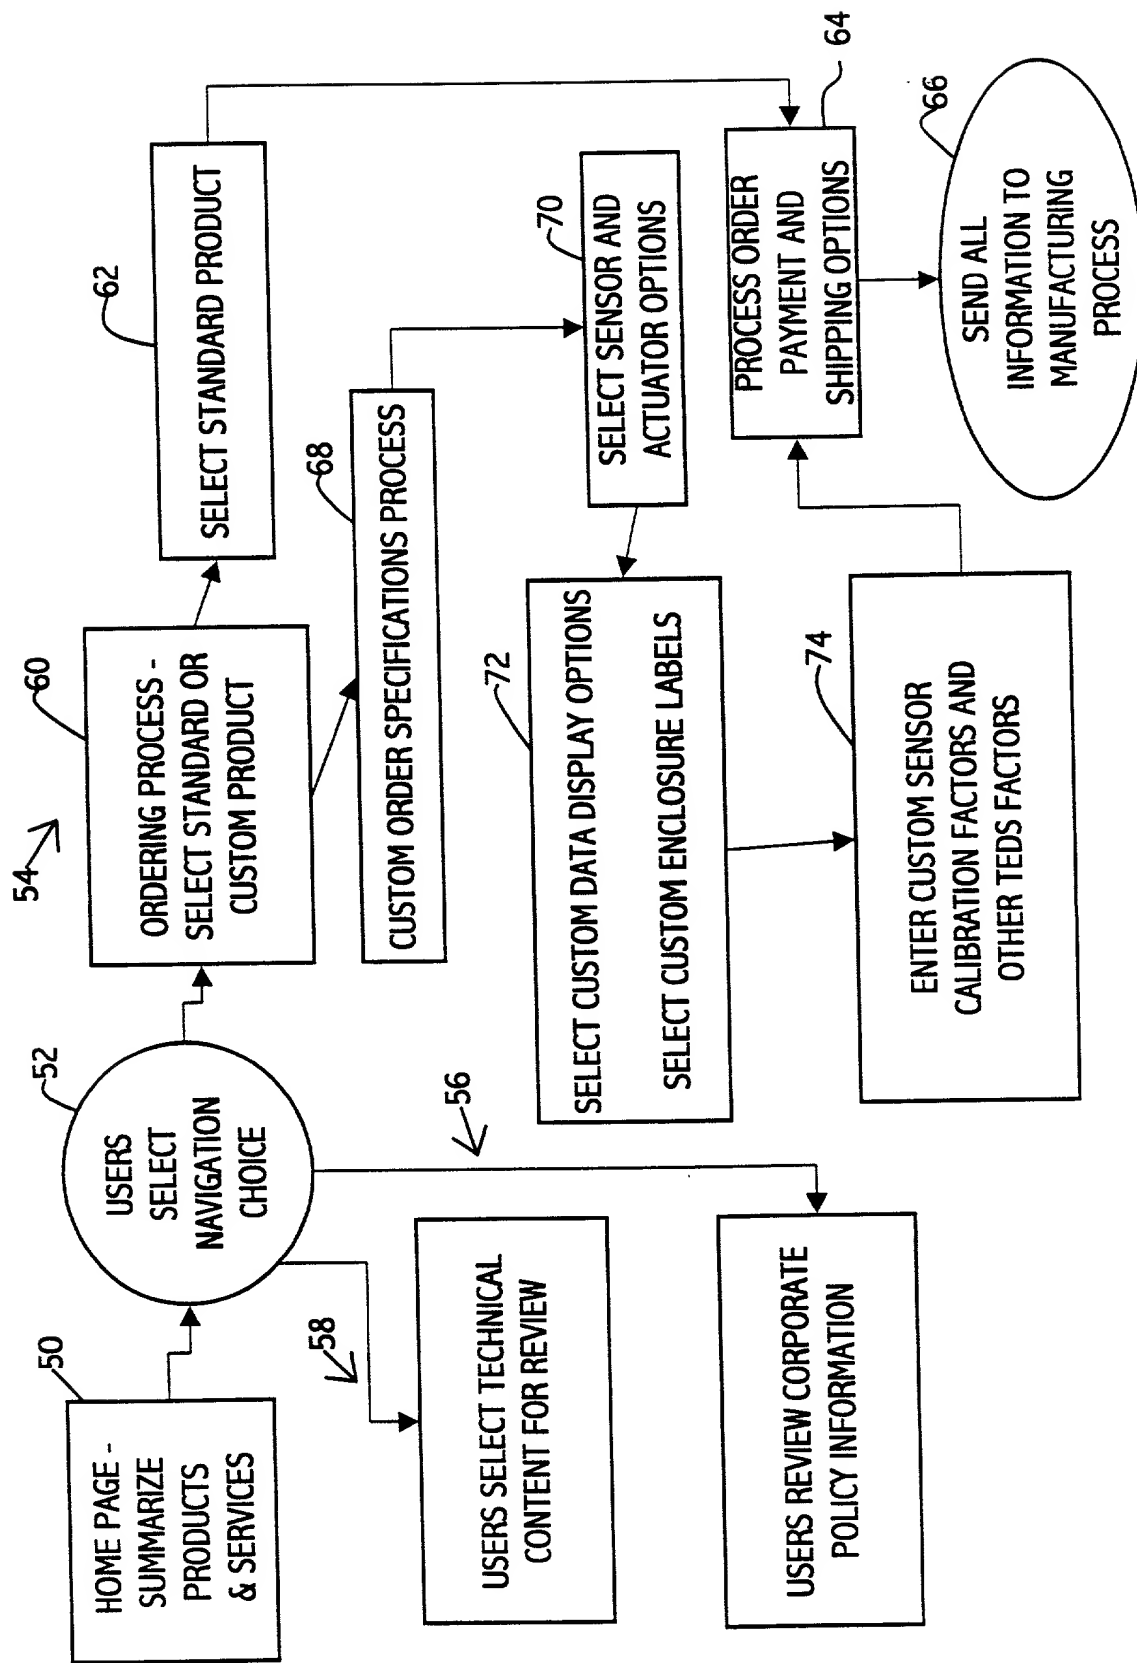 50
HOME PAGE -
SUMMARIZE
PRODUCTS
& SERVICES
52
USERS
SELECT
NAVIGATION
CHOICE
54
60
ORDERING PROCESS -
SELECT STANDARD OR
CUSTOM PRODUCT
62
SELECT STANDARD PRODUCT
68
CUSTOM ORDER SPECIFICATIONS PROCESS
70
SELECT SENSOR AND
ACTUATOR OPTIONS
58
USERS SELECT TECHNICAL
CONTENT FOR REVIEW
56
USERS REVIEW CORPORATE
POLICY INFORMATION
72
SELECT CUSTOM DATA DISPLAY OPTIONS
SELECT CUSTOM ENCLOSURE LABELS
74
ENTER CUSTOM SENSOR
CALIBRATION FACTORS AND
OTHER TEDS FACTORS
64
PROCESS ORDER
PAYMENT AND
SHIPPING OPTIONS
66
SEND ALL
INFORMATION TO
MANUFACTURING
PROCESS